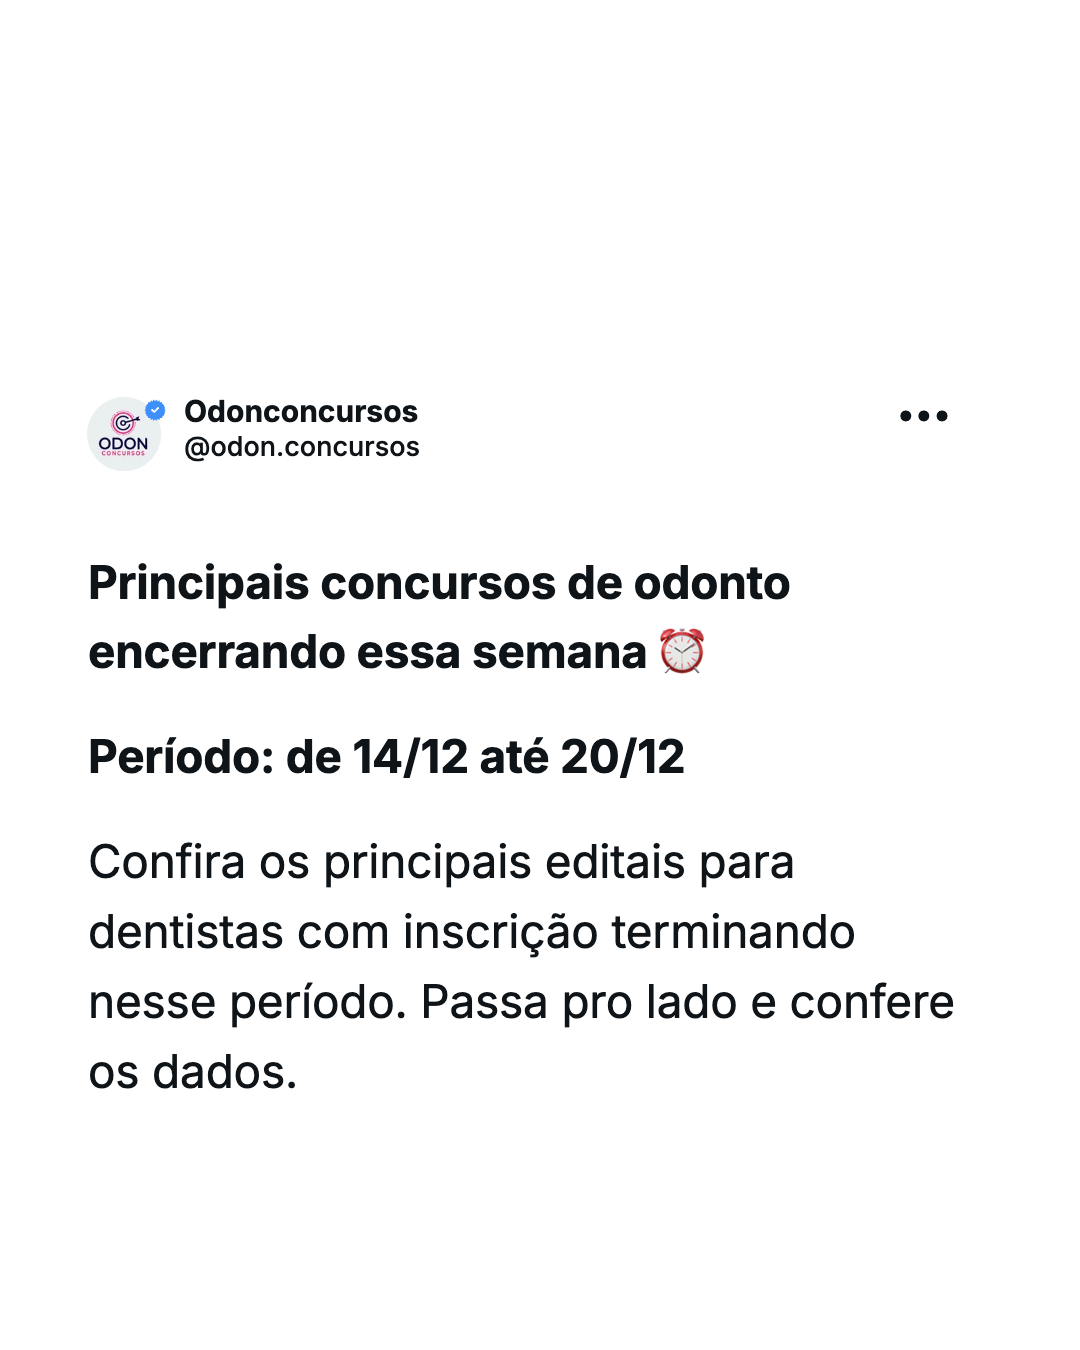 ODON
CONCURSOS
Odonconcursos
@odon.concursos
Principais concursos de odonto
encerrando essa semana ⏰
Período: de 14/12 até 20/12
Confira os principais editais para
dentistas com inscrição terminando
nesse período. Passa pro lado e confere
os dados.